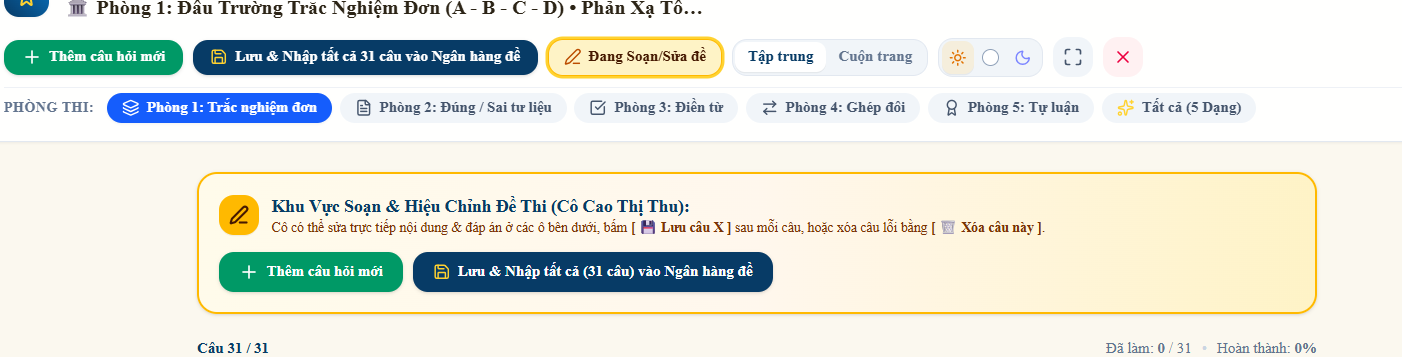 Phòng 1: Đấu Trường Trắc Nghiệm Đơn (A - B - C - D) • Phản Xạ Tố…
Thêm câu hỏi mới
Lưu & Nhập tất cả 31 câu vào Ngân hàng đề
Đang Soạn/Sửa đề
Tập trung
Cuộn trang
PHÒNG THI:
Phòng 1: Trắc nghiệm đơn
Phòng 2: Đúng / Sai tư liệu
Phòng 3: Điền từ
Phòng 4: Ghép đôi
Phòng 5: Tự luận
Tất cả (5 Dạng)
Khu Vực Soạn & Hiệu Chỉnh Đề Thi (Cô Cao Thị Thu):
Cô có thể sửa trực tiếp nội dung & đáp án ở các ô bên dưới, bấm [ 💾 Lưu câu X ] sau mỗi câu, hoặc xóa câu lỗi bằng [ 🗑️ Xóa câu này ].
Thêm câu hỏi mới
Lưu & Nhập tất cả (31 câu) vào Ngân hàng đề
Câu 31 / 31
Đã làm: 0 / 31 • Hoàn thành: 0%